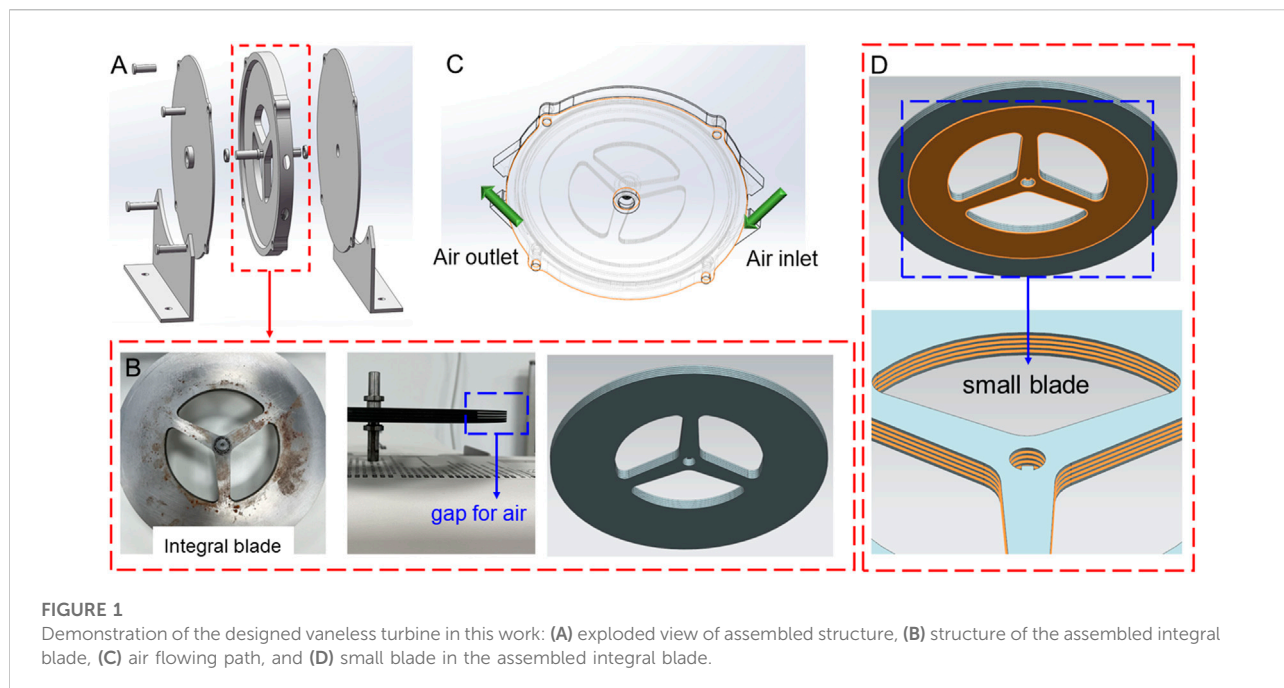 A
C
D
Air outlet
Air inlet
B
small blade
gap for air
Integral blade
FIGURE 1
Demonstration of the designed vaneless turbine in this work: (A) exploded view of assembled structure, (B) structure of the assembled integral
blade, (C) air flowing path, and (D) small blade in the assembled integral blade.